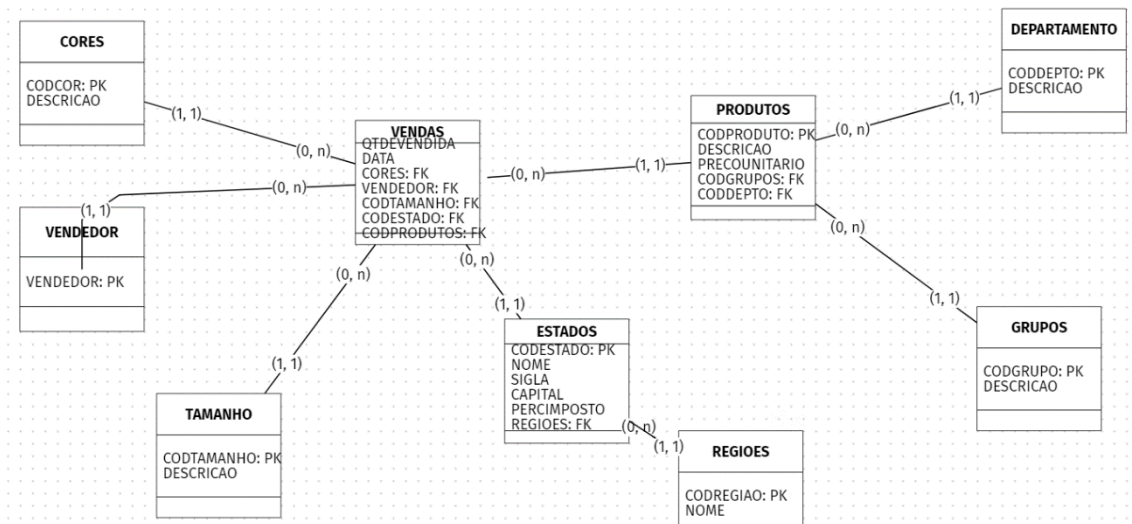 CORES
CODCOR: PK
DESCRICAO
(1, 1)
(0, n)
VENDEDOR
VENDEDOR: PK
(1, 1)
(0, n)
VENDAS
QTDEVENDIDA
DATA
CORES: FK
VENDEDOR: FK
CODTAMANHO: FK
CODESTADO: FK
CODPRODUTOS: FK
(0, n)
(1, 1)
PRODUTOS
CODPRODUTO: PK
DESCRICAO
PRECOUNITARIO
CODGRUPOS: FK
CODDEPTO: FK
(0, n)
(1, 1)
DEPARTAMENTO
CODDEPTO: PK
DESCRICAO
(0, n)
(1, 1)
GRUPOS
CODGRUPO: PK
DESCRICAO
(0, n)
(1, 1)
TAMANHO
CODTAMANHO: PK
DESCRICAO
(0, n)
(1, 1)
ESTADOS
CODESTADO: PK
NOME
SIGLA
CAPITAL
PERCIMPOSTO
REGIOES: FK
(0, n)
(1, 1)
REGIOES
CODREGIAO: PK
NOME